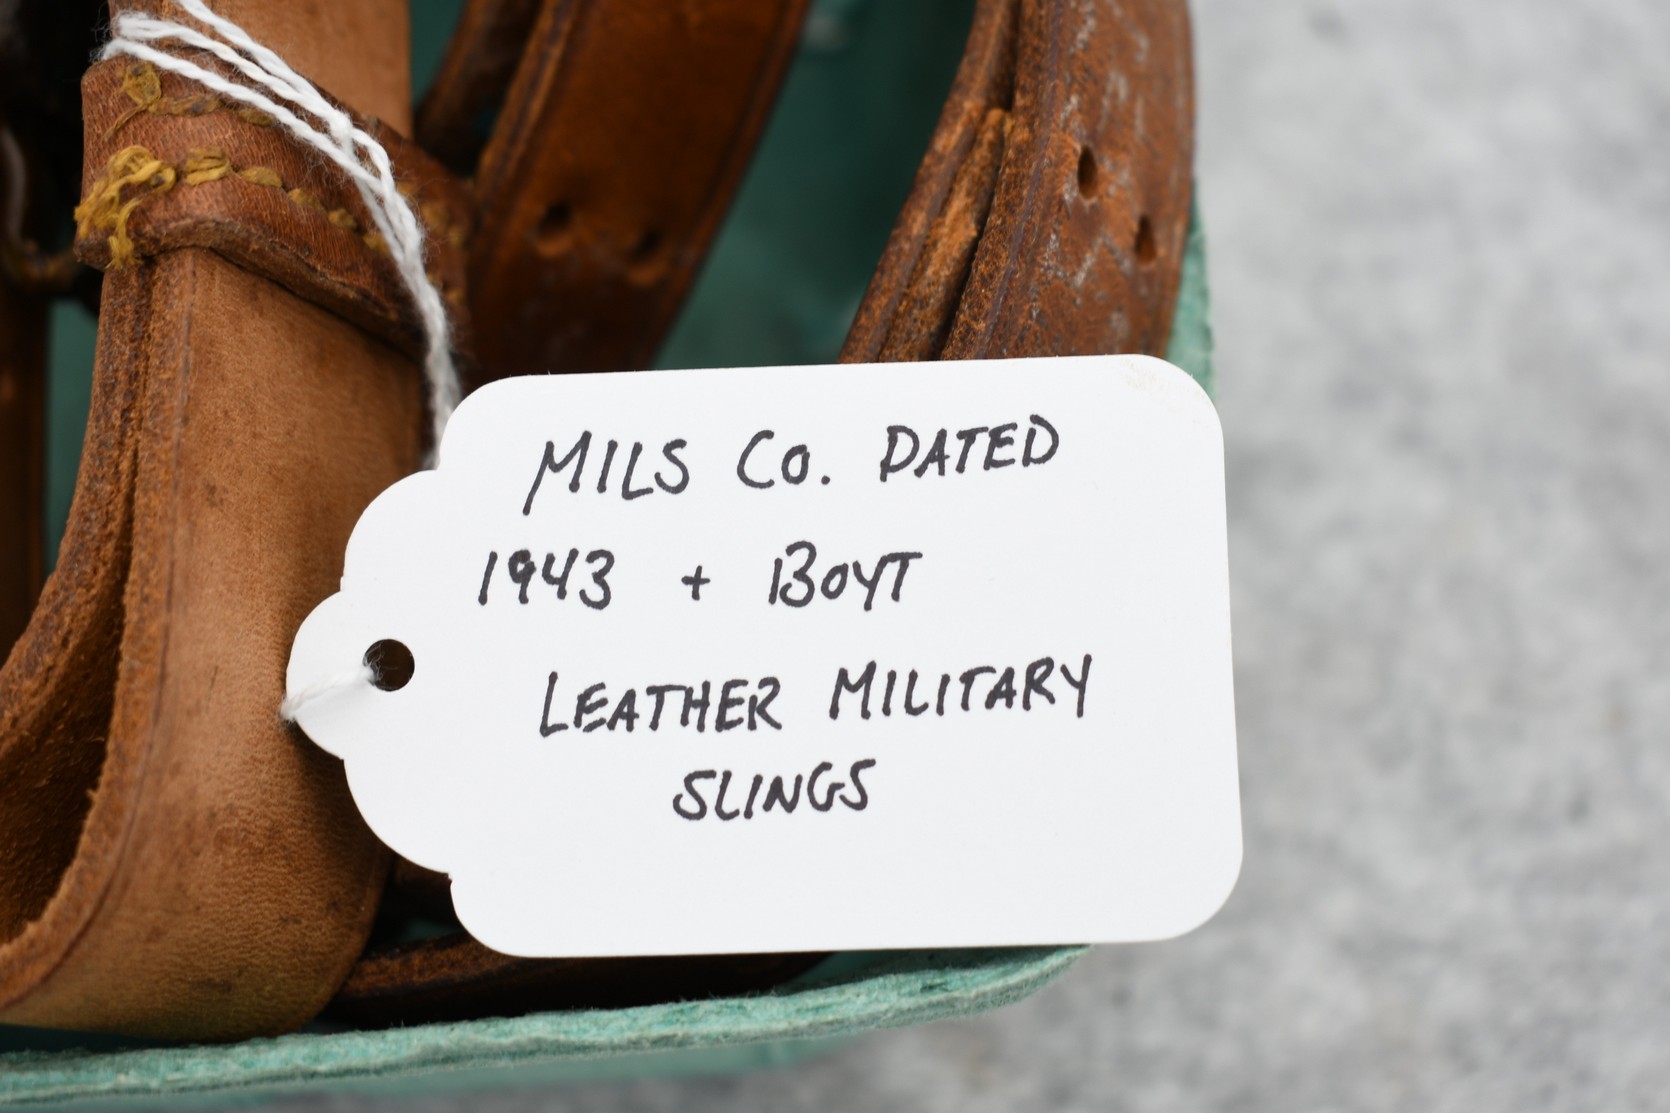 MILS Co. DATED
1943 + BOYT
LEATHER MILITARY
SLINGS